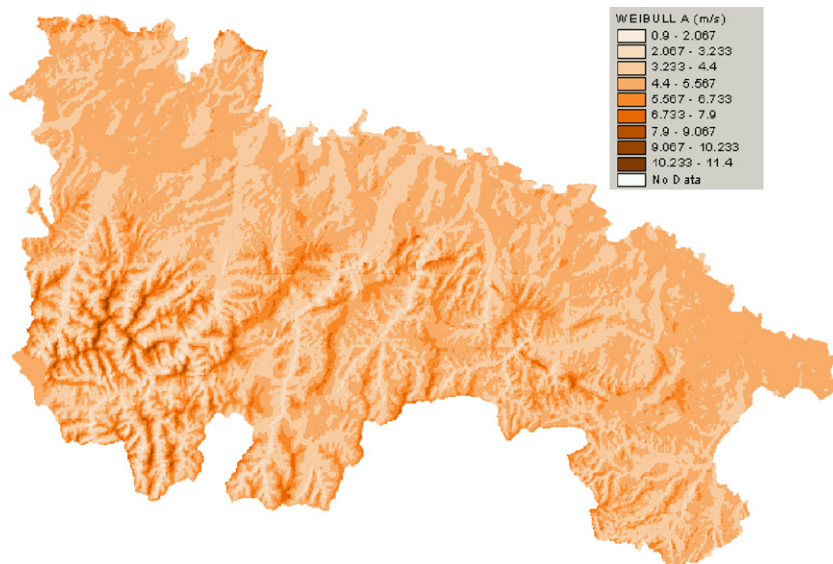 WEIBULL A (m/s)
0.9 - 2.067
2.067 - 3.233
3.233 - 4.4
4.4 - 5.567
5.567 - 6.733
6.733 - 7.9
7.9 - 9.067
9.067 - 10.233
10.233 - 11.4
No Data